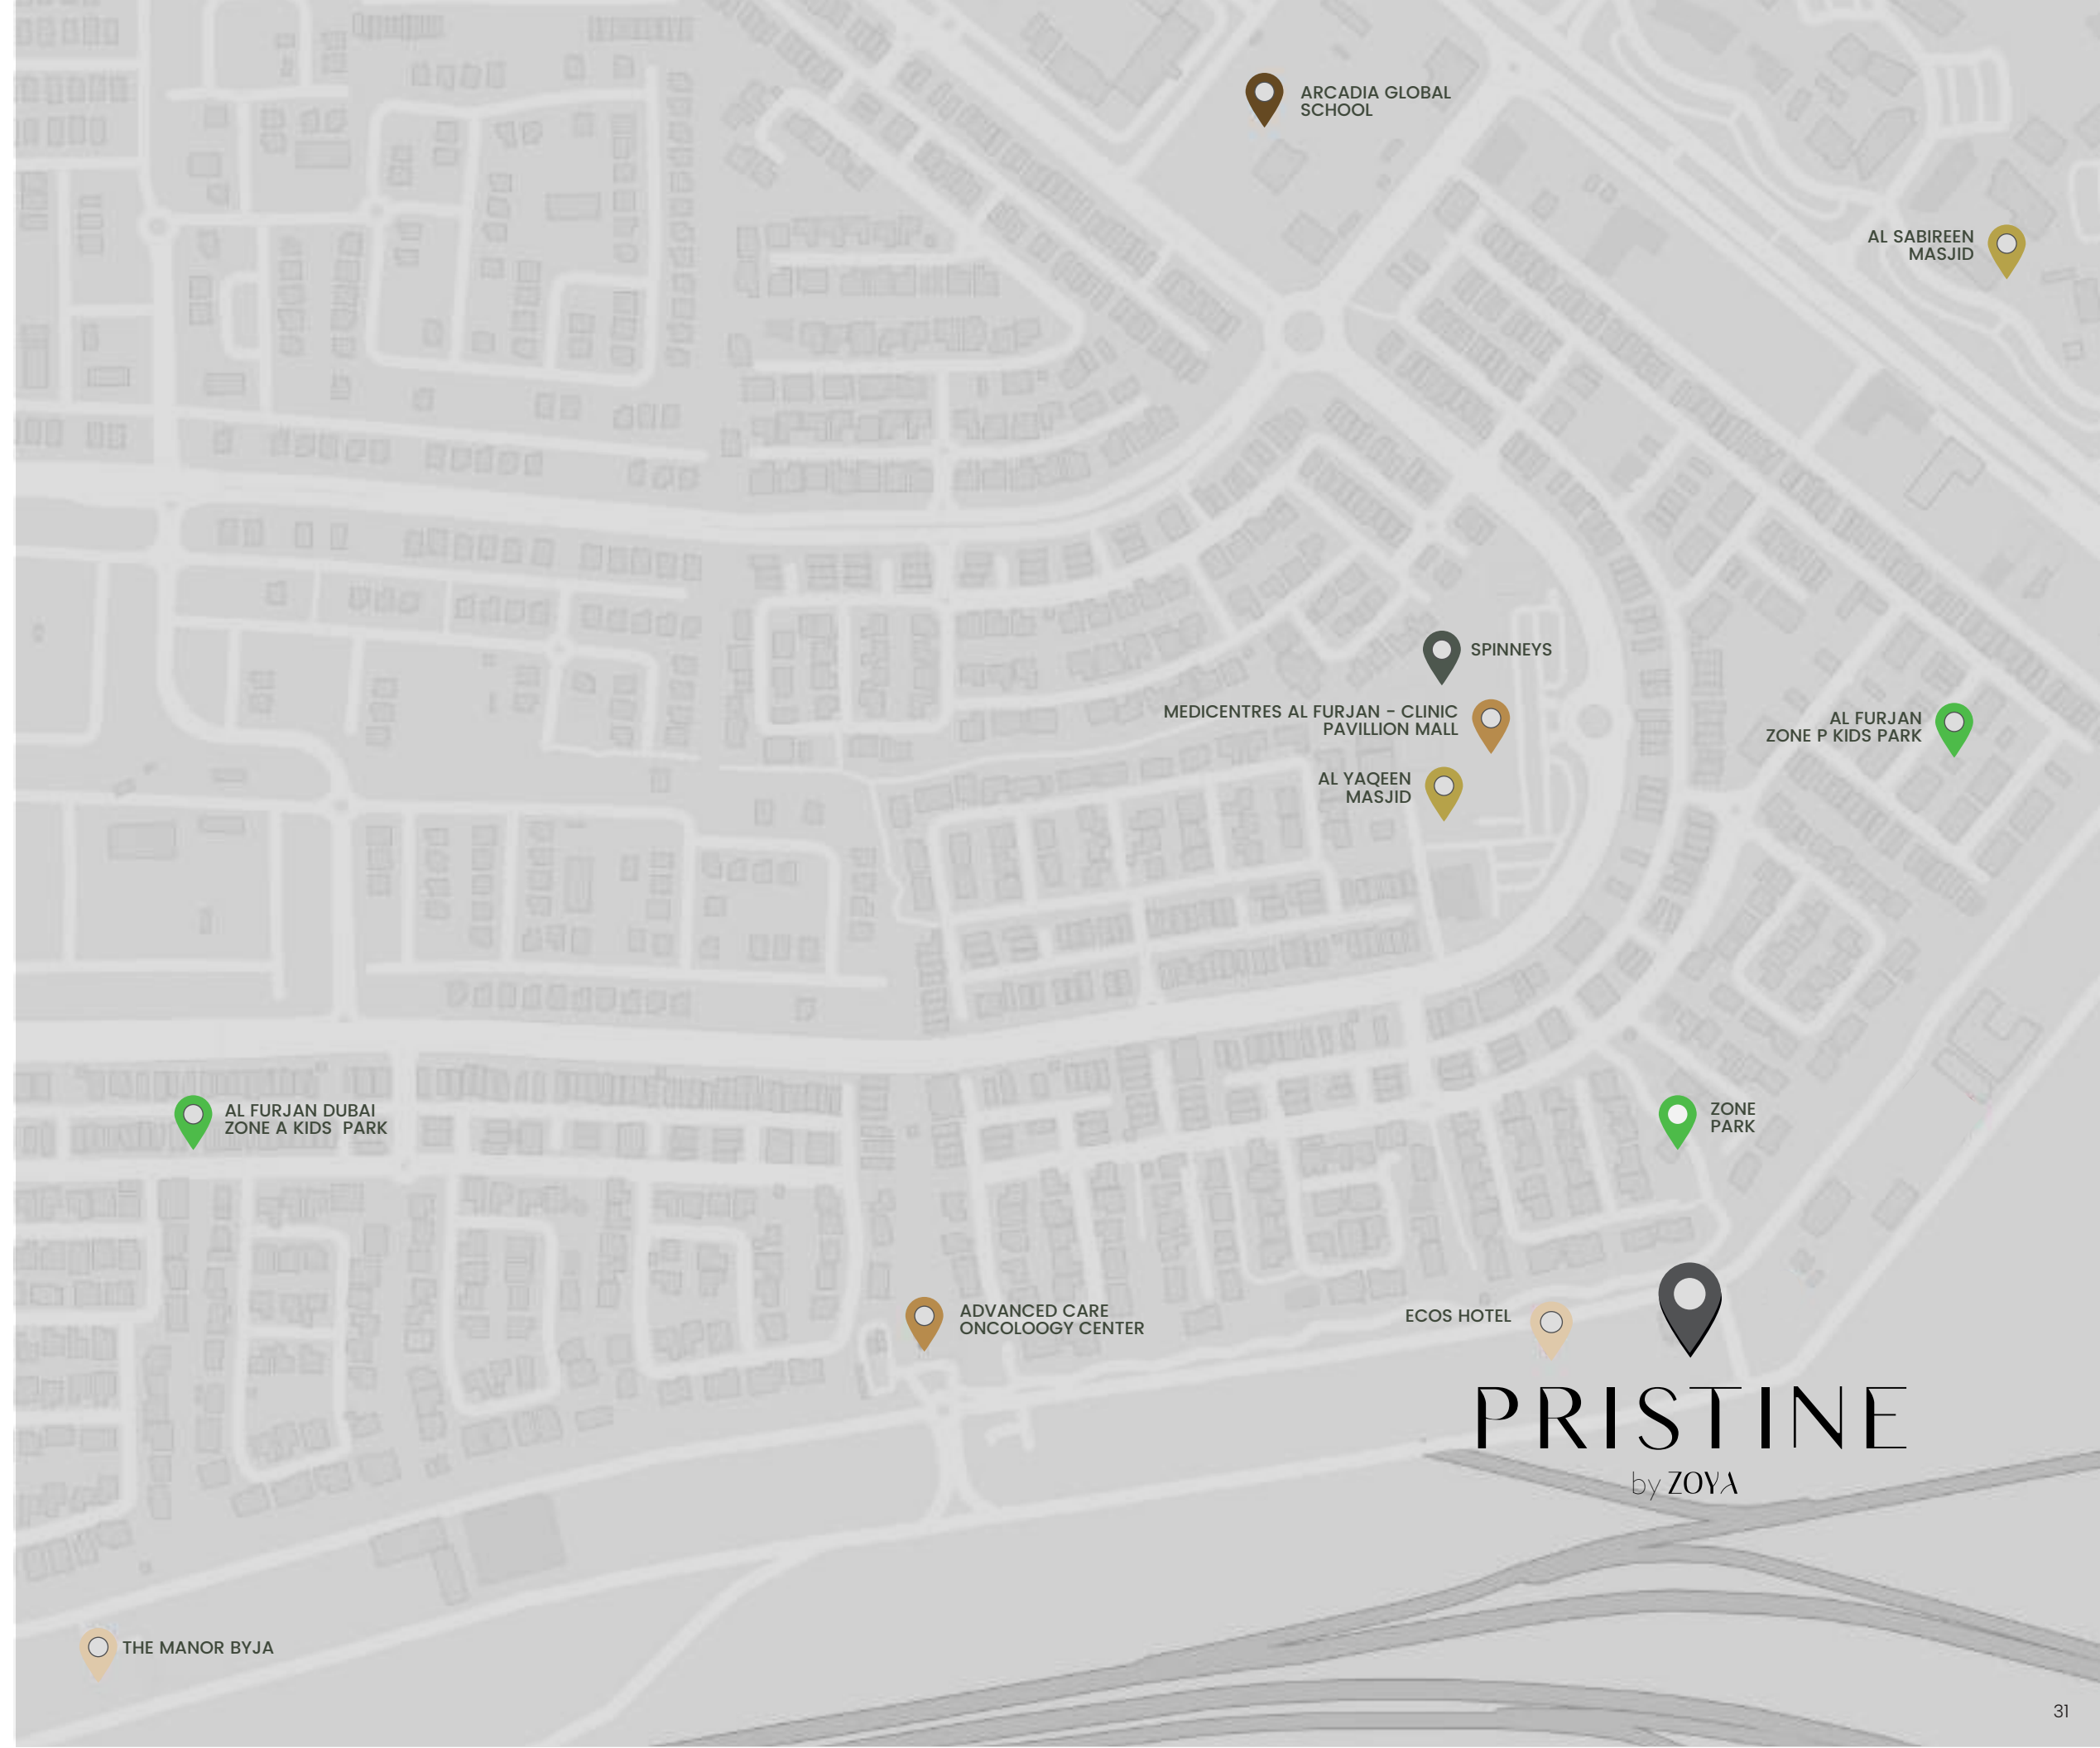 ARCADIA GLOBAL
SCHOOL
AL SABIREEN
MASJID
SPINNEYS
MEDICENTRES AL FURJAN - CLINIC
PAVILLION MALL
AL FURJAN
ZONE P KIDS PARK
AL YAQEEN
MASJID
AL FURJAN DUBAI
ZONE A KIDS PARK
ZONE
PARK
ADVANCED CARE
ONCOLOOGY CENTER
ECOS HOTEL
PRISTINE
by ZOYA
THE MANOR BYJA
31